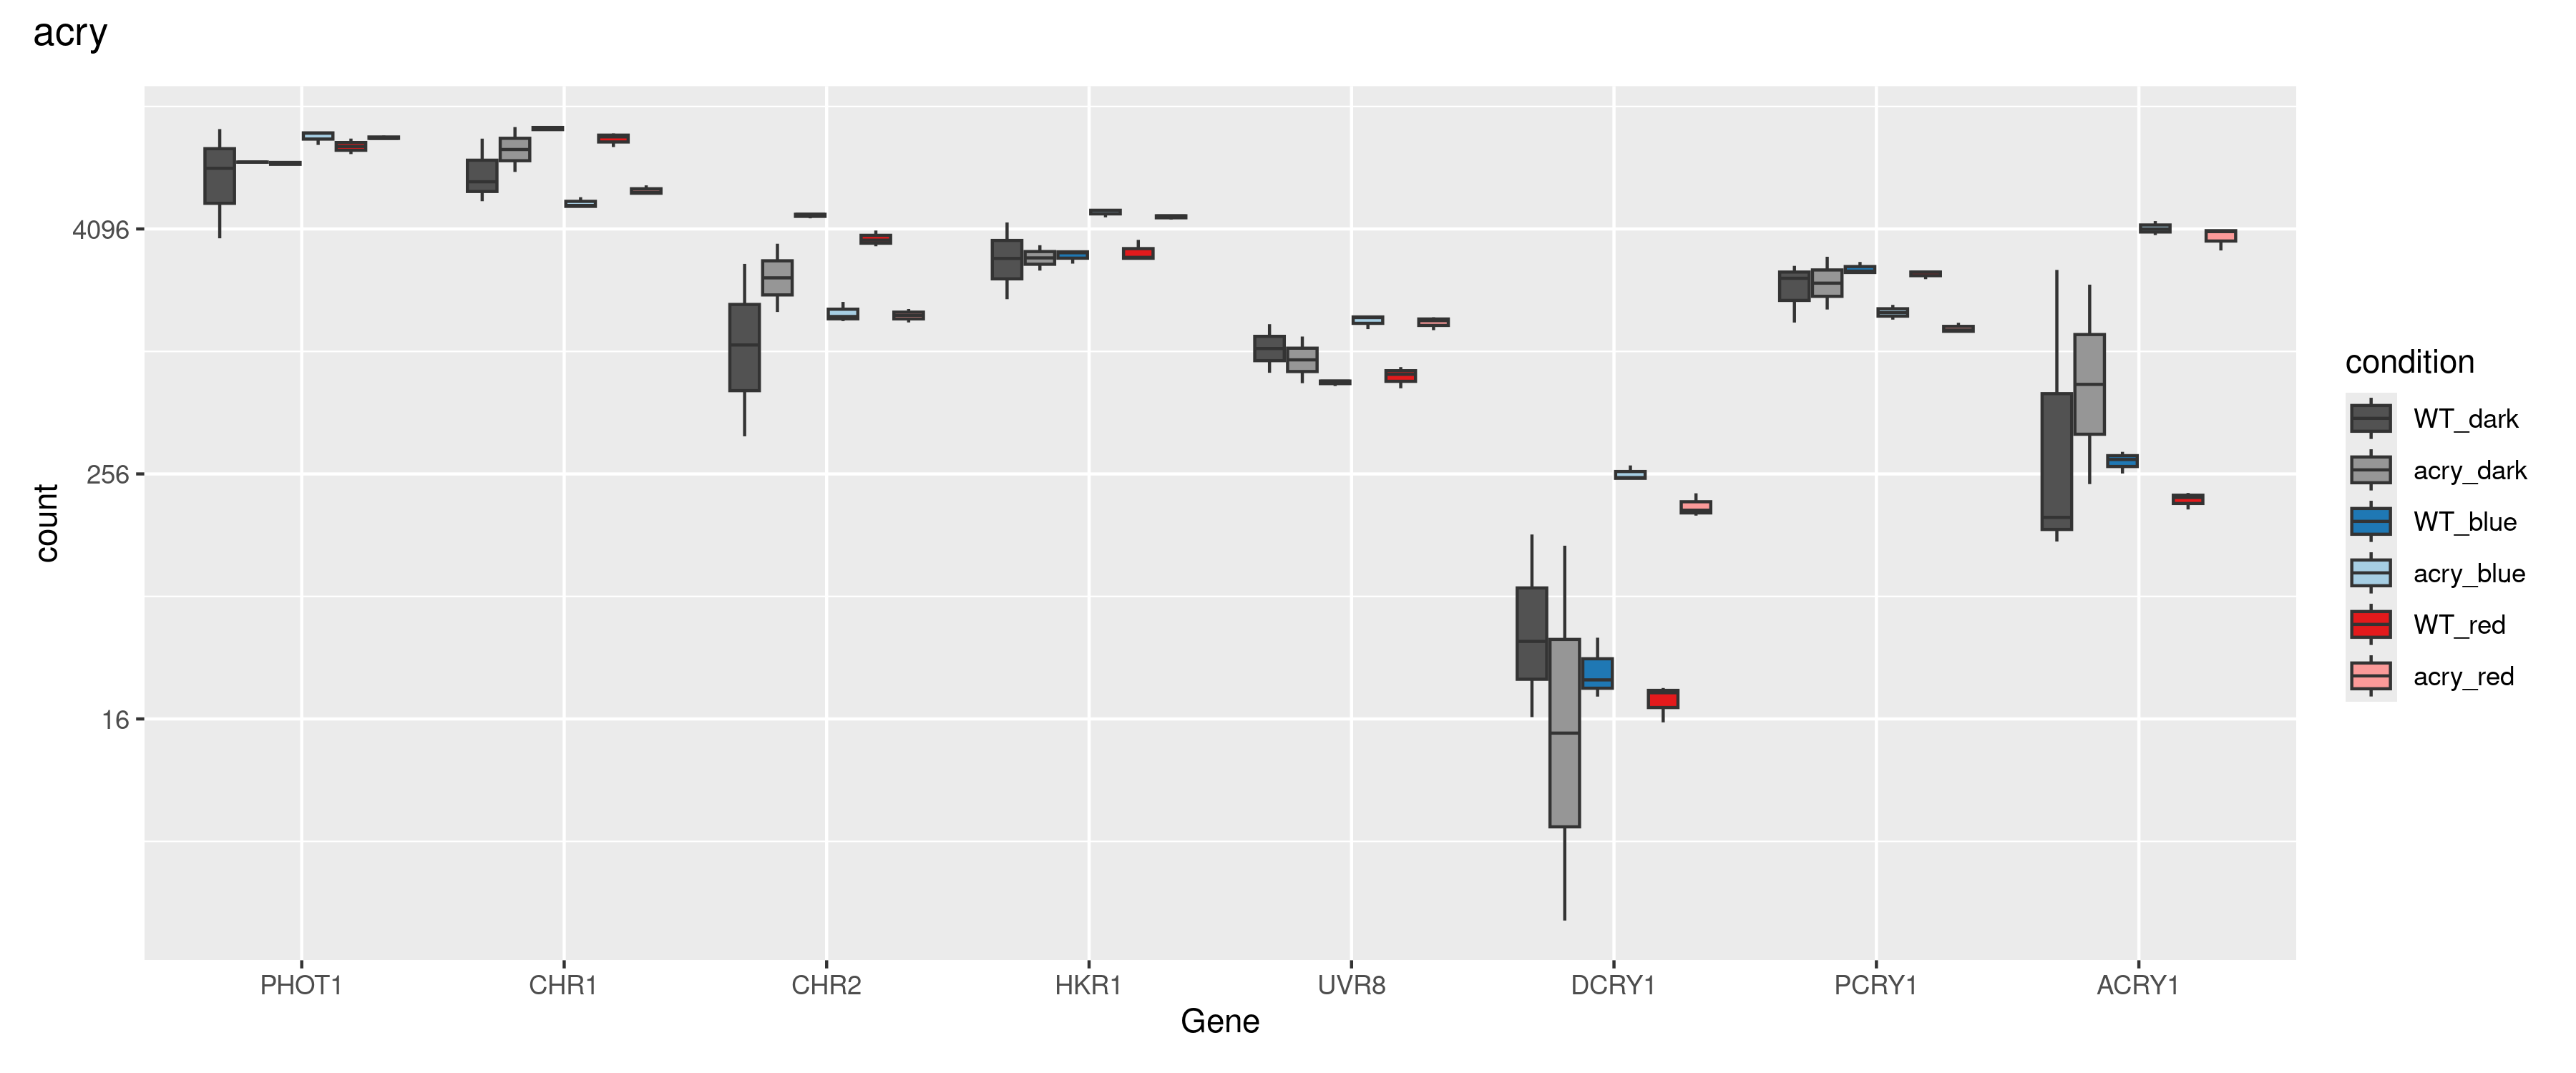 acry
count
4096
256
16
PHOT1 CHR1 CHR2 HKR1 UVR8 DCRY1 PCRY1 ACRY1
Gene
condition
WT_dark
acry_dark
WT_blue
acry_blue
WT_red
acry_red